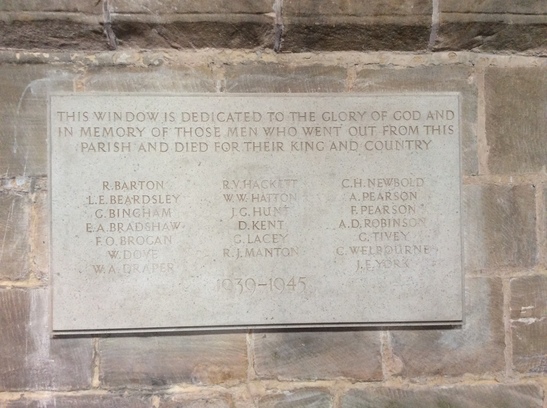 THIS WINDOW IS DEDICATED TO THE GLORY OF GOD AND
IN MEMORY OF THOSE MEN WHO WENT OUT FROM THIS
PARISH AND DIED FOR THEIR KING AND COUNTRY
R. BARTON
L.E. BEARDSLEY
G. BINGHAM
E.A. BRADSHAW
F.O. BROGAN
W. DOVE
W.A. DRAPER
R.V. HACKETT
W.W. HATTON
J.G. HUNT
D. KENT
G. LACEY
R.J. MANTON
C.H. NEWBOLD
A. PEARSON
F. PEARSON
A.D. ROBINSON
G. TIVEY
C. WELBOURNE
J.E. YORK
1939-1945